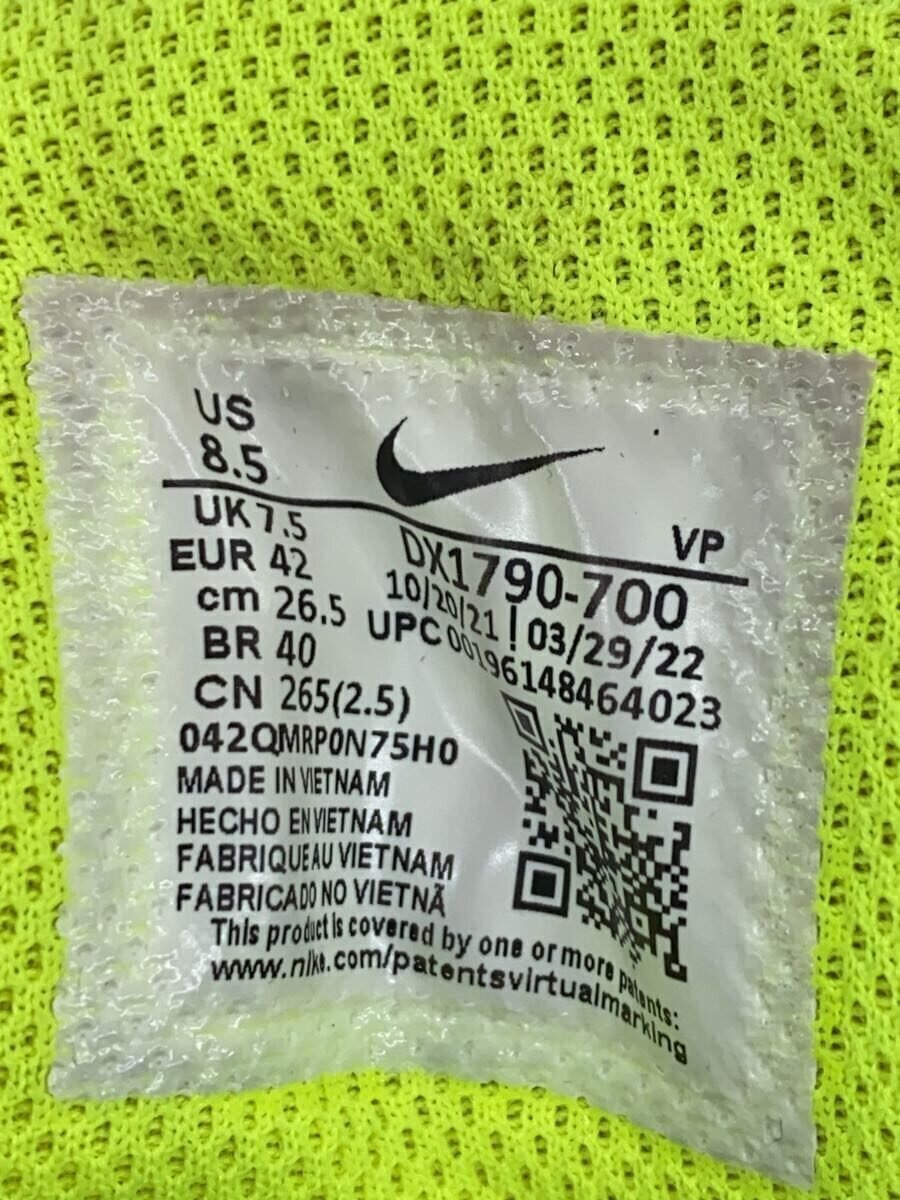 US
8.5
VP
UK 7.5
DX1790-700
EUR 42
10/20/21 | 03/29/22
cm 26.5
UPC 00196148464023
BR 40
CN 265(2.5)
042QMRP0N75H0
MADE IN VIETNAM
HECHO EN VIETNAM
FABRIQUE AU VIETNAM
FABRICADO NO VIETNÃ
This product is covered by one or more patents:
www.nike.com/patentsvirtualmarking